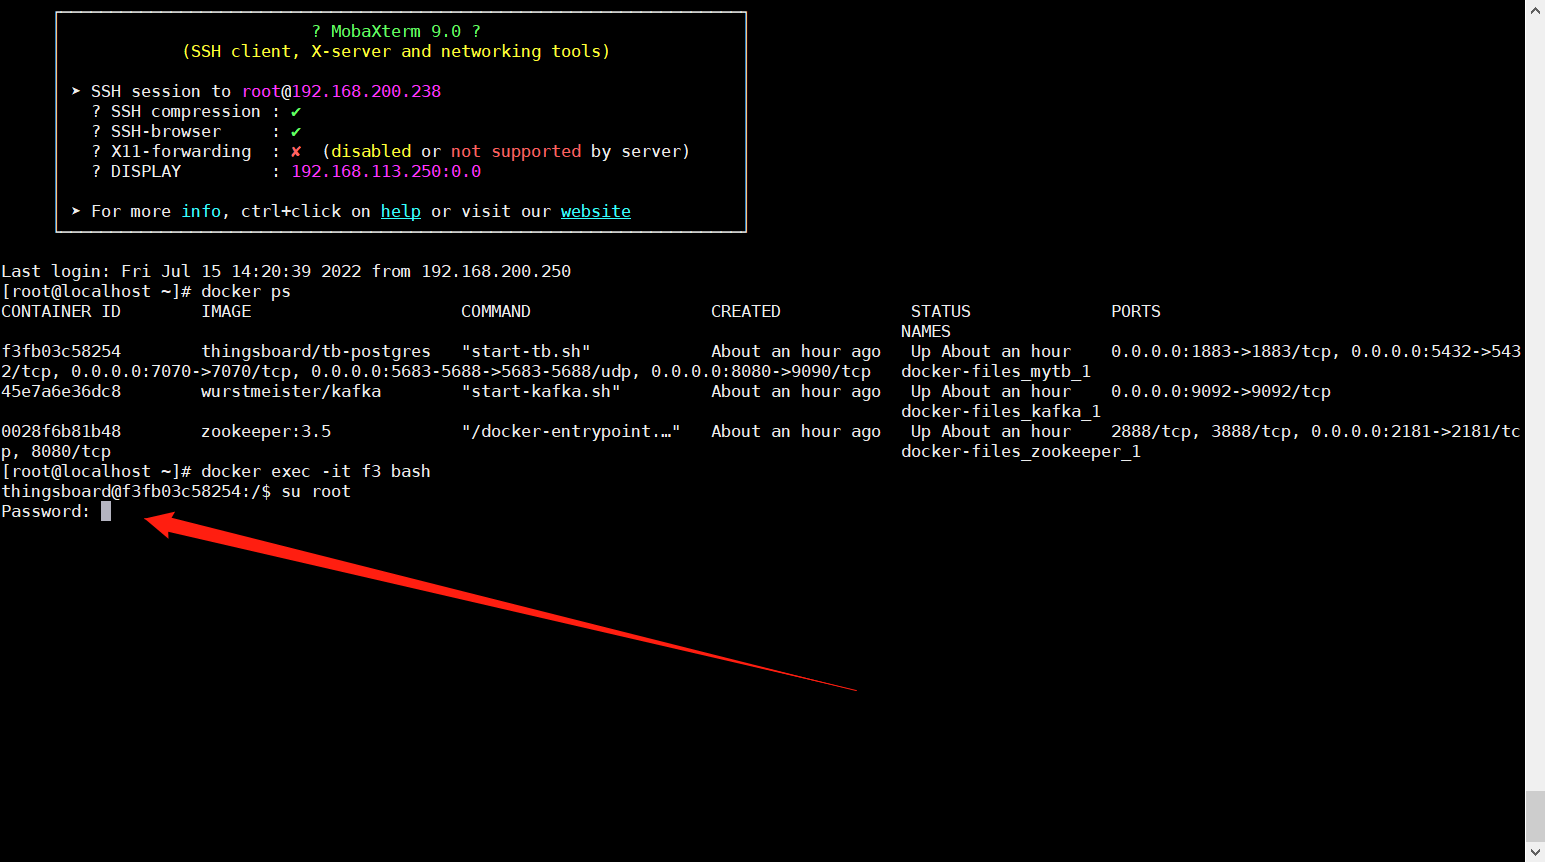 ? MobaXterm 9.0 ?
(SSH client, X-server and networking tools)
➤ SSH session to root@192.168.200.238
? SSH compression : ✔
? SSH-browser     : ✔
? X11-forwarding  : ✘  (disabled or not supported by server)
? DISPLAY         : 192.168.113.250:0.0
➤ For more info, ctrl+click on help or visit our website
Last login: Fri Jul 15 14:20:39 2022 from 192.168.200.250
[root@localhost ~]# docker ps
CONTAINER ID        IMAGE                     COMMAND                  CREATED             STATUS              PORTS
NAMES
f3fb03c58254        thingsboard/tb-postgres   "start-tb.sh"            About an hour ago   Up About an hour    0.0.0.0:1883->1883/tcp, 0.0.0.0:5432->543
2/tcp, 0.0.0.0:7070->7070/tcp, 0.0.0.0:5683-5688->5683-5688/udp, 0.0.0.0:8080->9090/tcp   docker-files_mytb_1
45e7a6e36dc8        wurstmeister/kafka        "start-kafka.sh"         About an hour ago   Up About an hour    0.0.0.0:9092->9092/tcp
docker-files_kafka_1
0028f6b81b48        zookeeper:3.5             "/docker-entrypoint.…"   About an hour ago   Up About an hour    2888/tcp, 3888/tcp, 0.0.0.0:2181->2181/tc
p, 8080/tcp                                                                               docker-files_zookeeper_1
[root@localhost ~]# docker exec -it f3 bash
thingsboard@f3fb03c58254:/$ su root
Password: